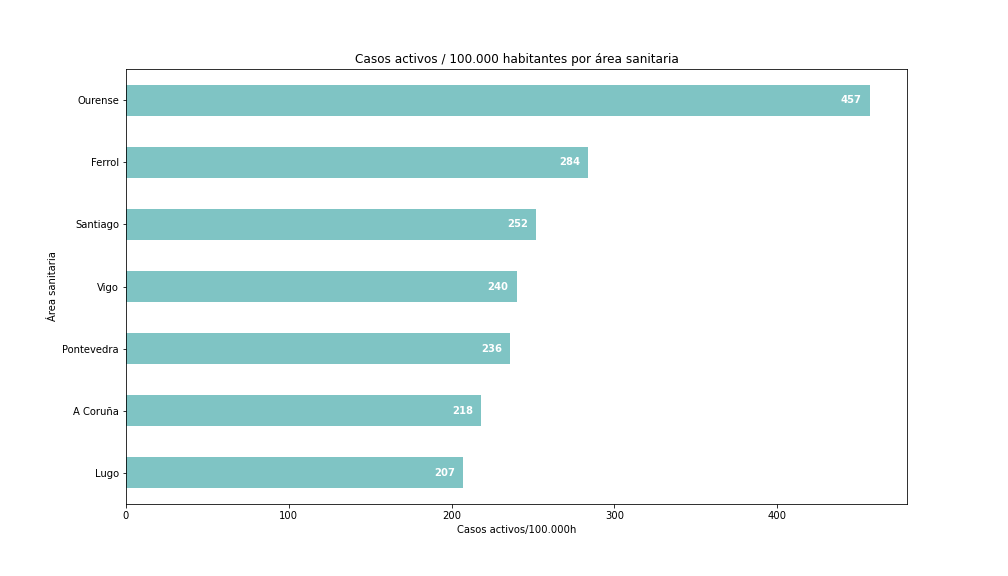 Casos activos / 100.000 habitantes por área sanitaria
Ourense 457
Ferrol 284
Santiago 252
Vigo 240
Pontevedra 236
A Coruña 218
Lugo 207
Área sanitaria
0 100 200 300 400
Casos activos/100.000h